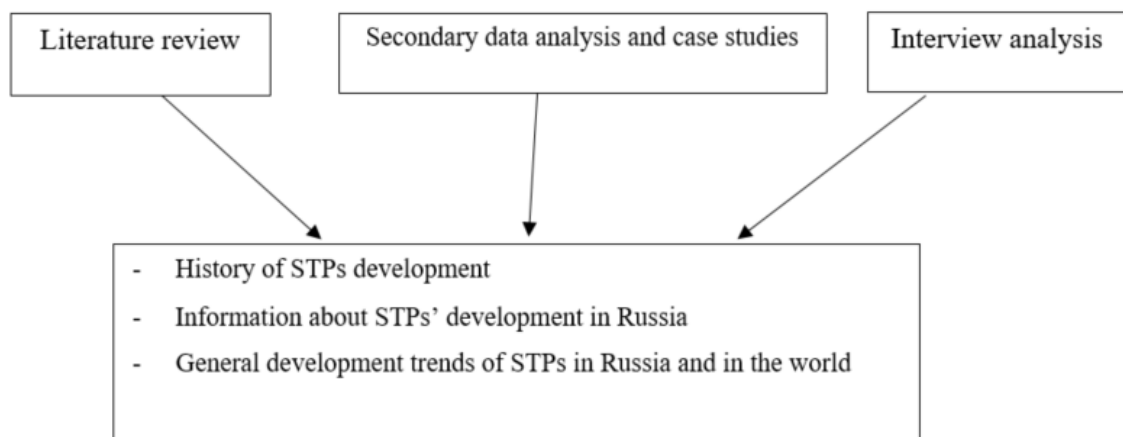 Literature review
Secondary data analysis and case studies
Interview analysis
- History of STPs development
- Information about STPs’ development in Russia
- General development trends of STPs in Russia and in the world